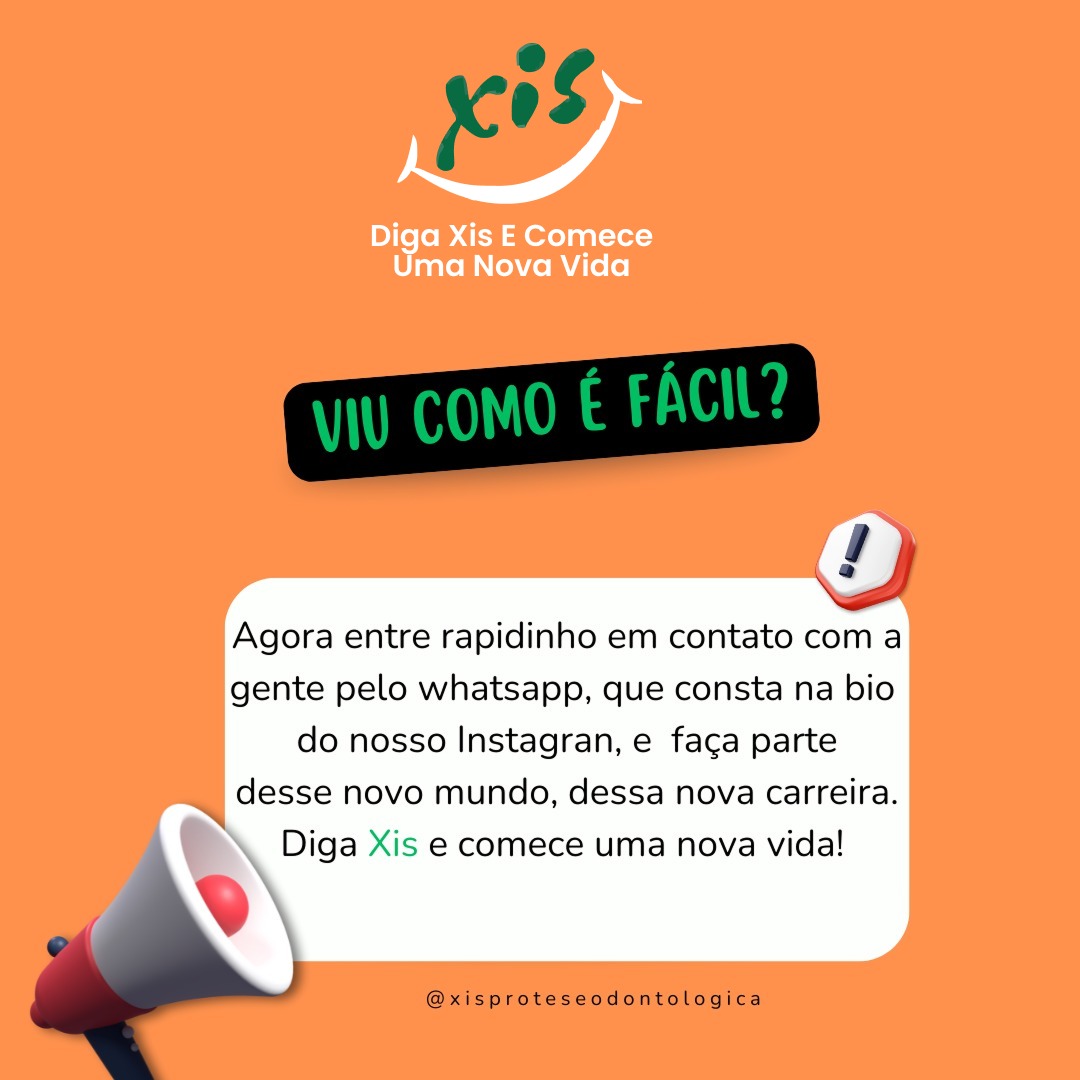 xis
Diga Xis E Comece
Uma Nova Vida
VIU COMO É FÁCIL?
!
Agora entre rapidinho em contato com a
gente pelo whatsapp, que consta na bio
do nosso Instagran, e  faça parte
desse novo mundo, dessa nova carreira.
Diga Xis e comece uma nova vida!
@xisproteseodontologica